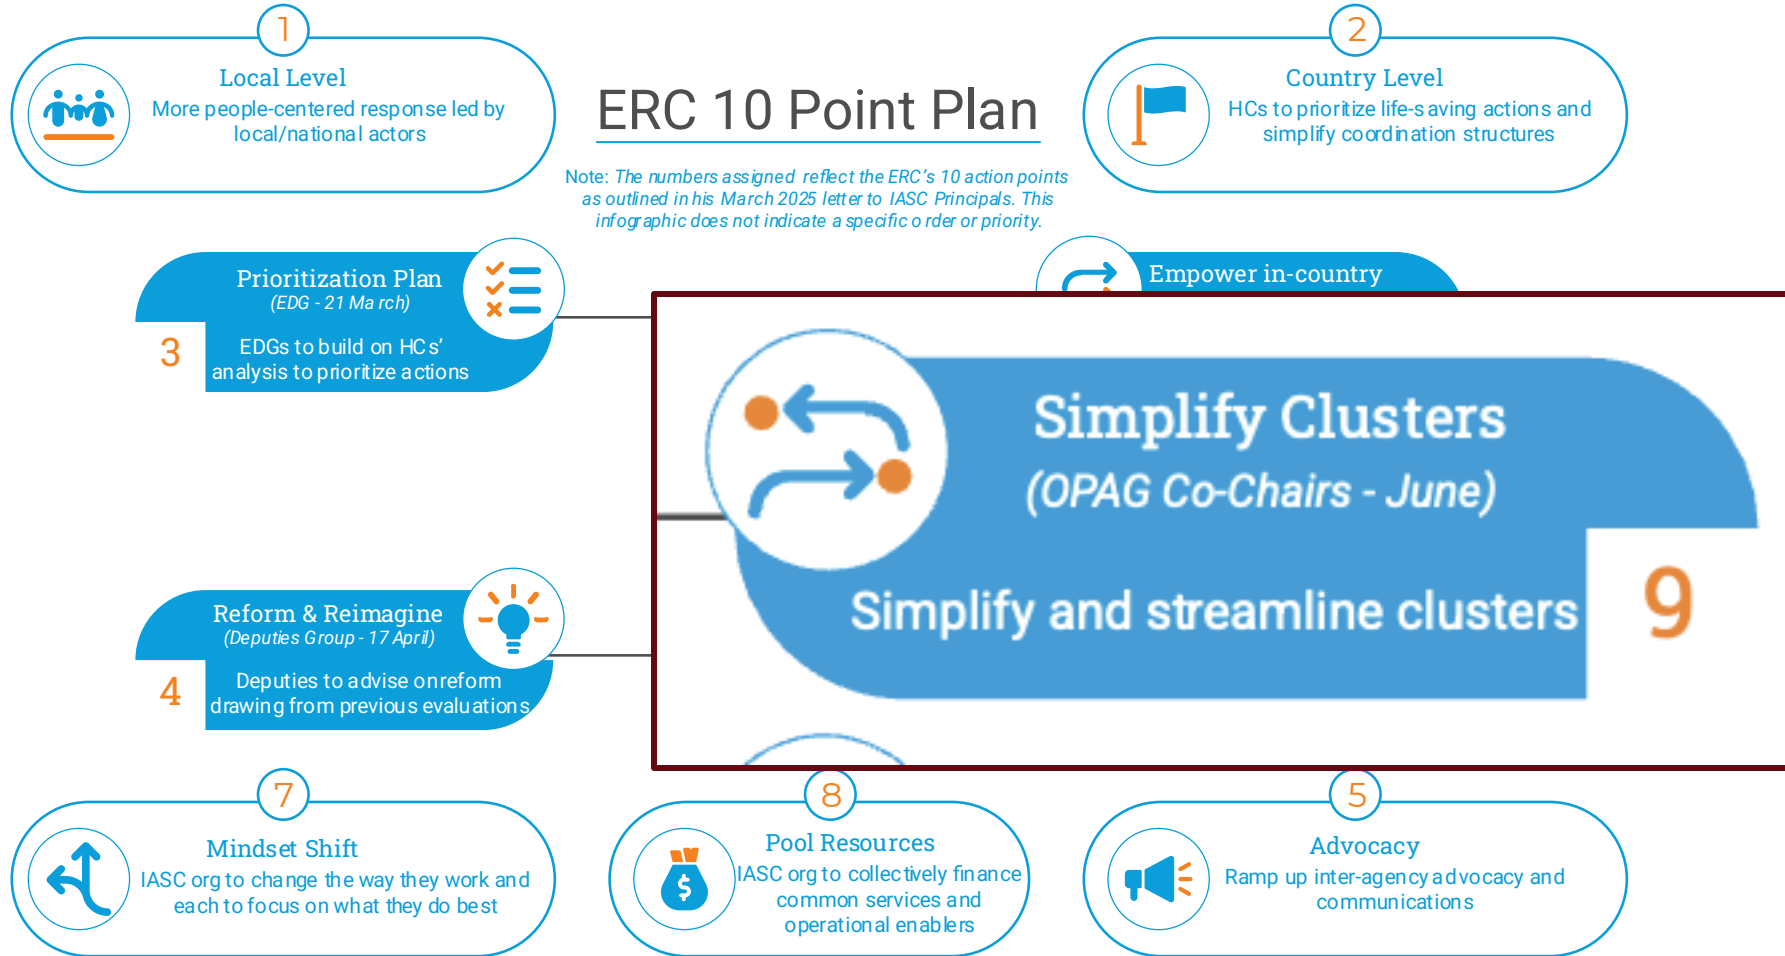 1
Local Level
More people-centered response led by
local/national actors
ERC 10 Point Plan
Note: The numbers assigned reflect the ERC's 10 action points
as outlined in his March 2025 letter to IASC Principals. This
infographic does not indicate a specific order or priority.
2
Country Level
HCs to prioritize life-saving actions and
simplify coordination structures
Prioritization Plan
(EDG - 21 March)
3
EDGs to build on HCs'
analysis to prioritize actions
Empower in-country
Simplify Clusters
(OPAG Co-Chairs - June)
Simplify and streamline clusters
9
Reform & Reimagine
(Deputies Group - 17 April)
4
Deputies to advise on reform
drawing from previous evaluations
7
Mindset Shift
IASC org to change the way they work and
each to focus on what they do best
8
Pool Resources
IASC org to collectively finance
common services and
operational enablers
$
5
Advocacy
Ramp up inter-agency advocacy and
communications